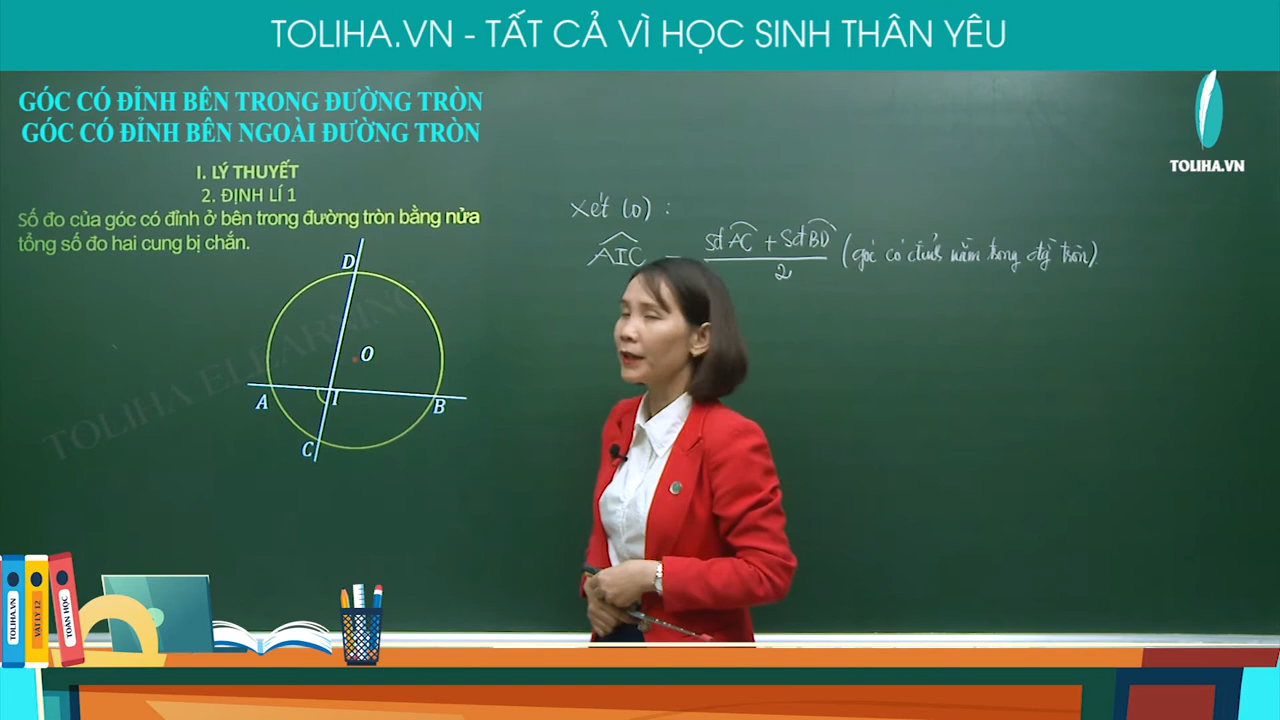 TOLIHA.VN - TẤT CẢ VÌ HỌC SINH THÂN YÊU
GÓC CÓ ĐỈNH BÊN TRONG ĐƯỜNG TRÒN
GÓC CÓ ĐỈNH BÊN NGOÀI ĐƯỜNG TRÒN
TOLIHA.VN
I. LÝ THUYẾT
2. ĐỊNH LÍ 1
Số đo của góc có đỉnh ở bên trong đường tròn bằng nửa
tổng số đo hai cung bị chắn.
Xét (O) :
AIC = (sđ AC + sđ BD) / 2 (góc có đỉnh nằm trong đg tròn)
D
O
A
I
B
C
TOLIHA ELEARNING
TOLIHA.VN
VẬT LÝ 12
TOÁN HỌC